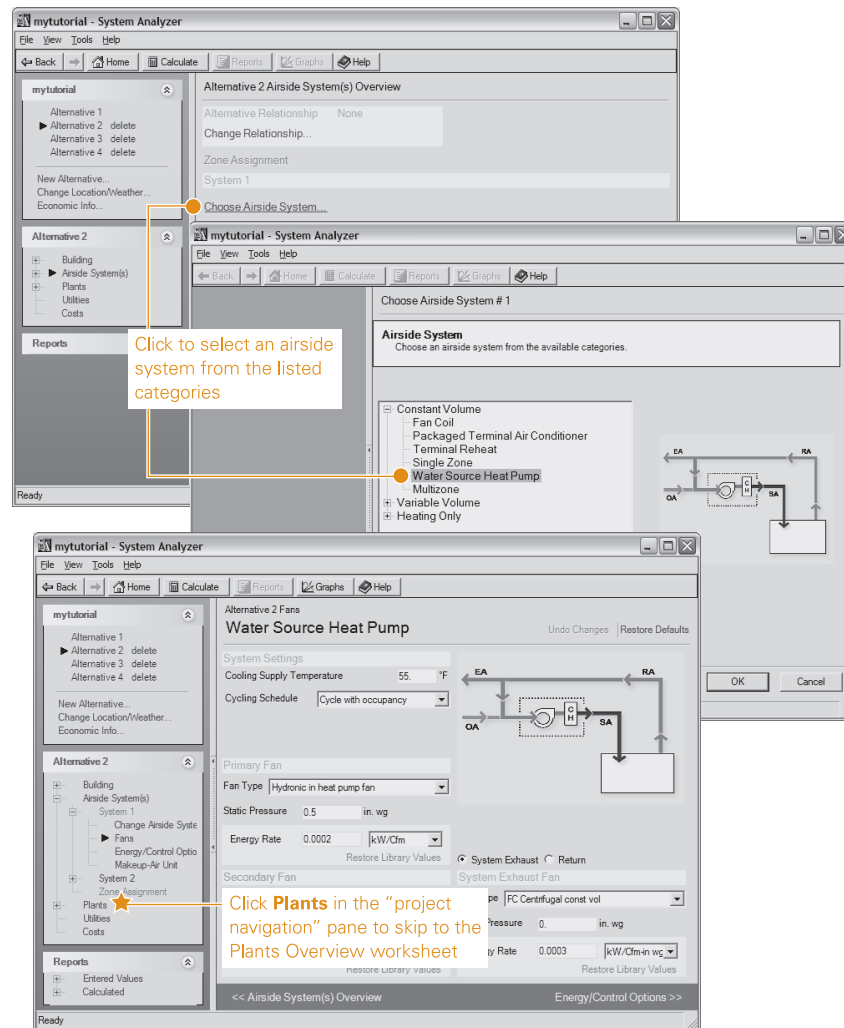 mytutorial - System Analyzer
File View Tools Help
Back Home Calculate Reports Graphs Help
mytutorial
Alternative 1
Alternative 2 delete
Alternative 3 delete
Alternative 4 delete
New Alternative...
Change Location/Weather...
Economic Info...
Alternative 2
Building
Airside System(s)
Plants
Utilities
Costs
Reports
Ready
Alternative 2 Airside System(s) Overview
Alternative Relationship None
Change Relationship...
Zone Assignment
System 1
Choose Airside System...
Click to select an airside
system from the listed
categories
mytutorial - System Analyzer
File View Tools Help
Back Home Calculate Reports Graphs Help
Choose Airside System # 1
Airside System
Choose an airside system from the available categories.
Constant Volume
Fan Coil
Packaged Terminal Air Conditioner
Terminal Reheat
Single Zone
Water Source Heat Pump
Multizone
Variable Volume
Heating Only
EA RA
C
H
OA SA
OK Cancel
mytutorial - System Analyzer
File View Tools Help
Back Home Calculate Reports Graphs Help
mytutorial
Alternative 1
Alternative 2 delete
Alternative 3 delete
Alternative 4 delete
New Alternative...
Change Location/Weather...
Economic Info...
Alternative 2
Building
Airside System(s)
System 1
Change Airside Syste
Fans
Energy/Control Optio
Makeup-Air Unit
System 2
Zone Assignment
Plants
Utilities
Costs
Reports
Entered Values
Calculated
Ready
Alternative 2 Fans
Water Source Heat Pump Undo Changes Restore Defaults
System Settings
Cooling Supply Temperature 55. °F
Cycling Schedule Cycle with occupancy
EA RA
C
H
OA SA
Primary Fan
Fan Type Hydronic in heat pump fan
Static Pressure 0.5 in. wg
Energy Rate 0.0002 kW/Cfm
Restore Library Values
System Exhaust Return
Secondary Fan System Exhaust Fan
pe FC Centrifugal const vol
Pressure 0. in. wg
y Rate 0.0003 kW/Cfm-in wg
Restore Library Values Restore Library Values
Click Plants in the “project
navigation” pane to skip to the
Plants Overview worksheet
<< Airside System(s) Overview Energy/Control Options >>